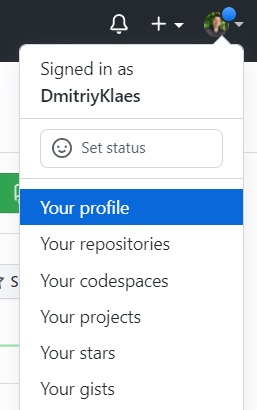 Signed in as
DmitriyKlaes
Set status
Your profile
S
Your repositories
Your codespaces
Your projects
Your stars
Your gists